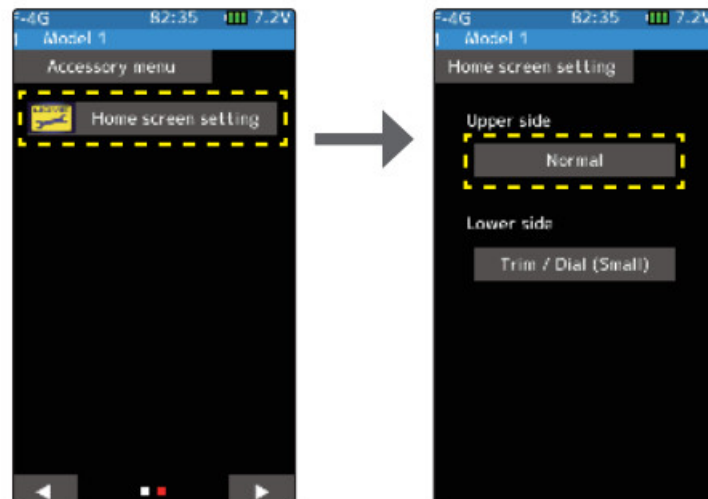 F-4G 82:35 7.2V
Model 1
Accessory menu
Home screen setting
F-4G 82:35 7.2V
Model 1
Home screen setting
Upper side
Normal
Lower side
Trim / Dial (Small)